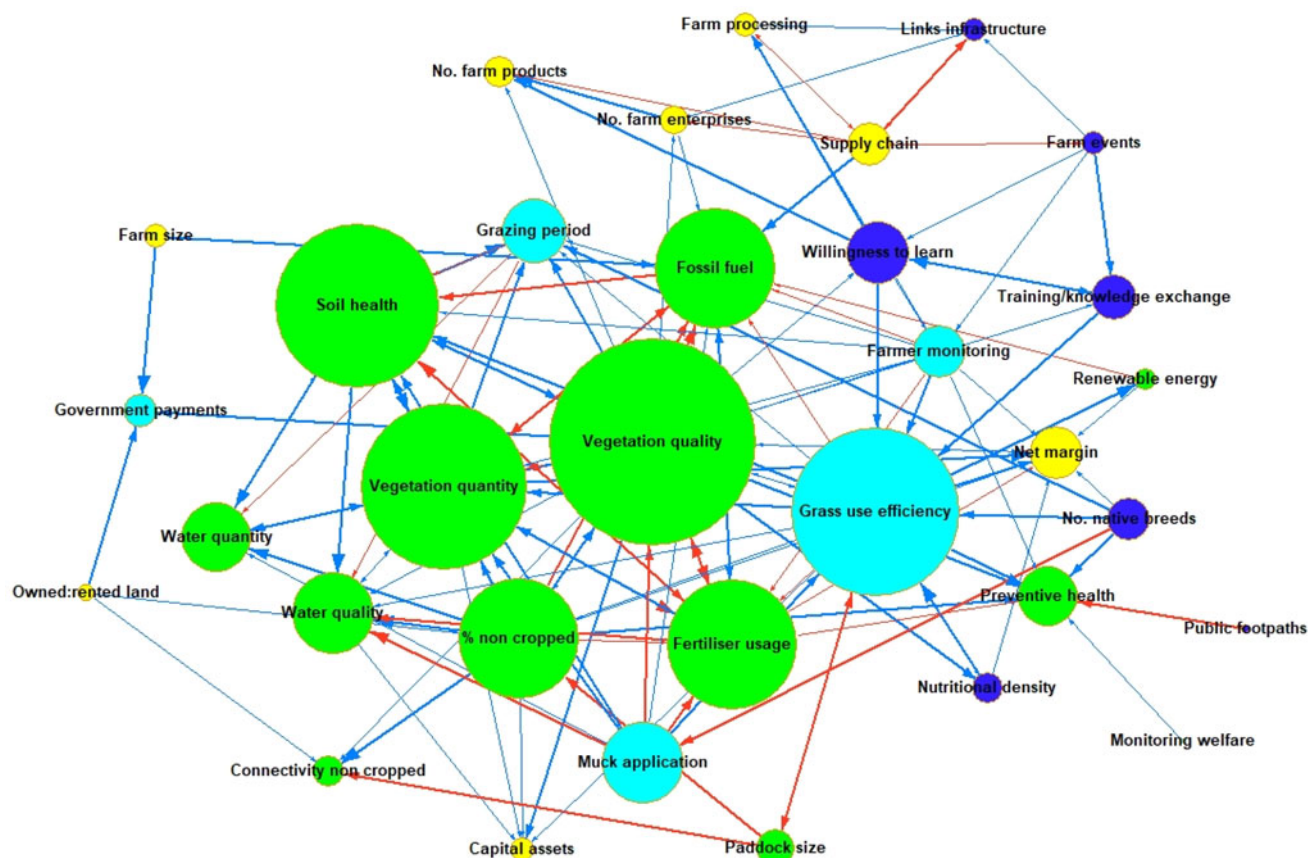 Farm processing
Links infrastructure
No. farm products
No. farm enterprises
Supply chain
Farm events
Farm size
Grazing period
Willingness to learn
Fossil fuel
Soil health
Training/knowledge exchange
Farmer monitoring
Renewable energy
Government payments
Vegetation quality
Net margin
Vegetation quantity
Grass use efficiency
No. native breeds
Water quantity
Owned:rented land
Preventive health
Water quality
% non cropped
Fertiliser usage
Public footpaths
Nutritional density
Monitoring welfare
Muck application
Connectivity non cropped
Capital assets
Paddock size